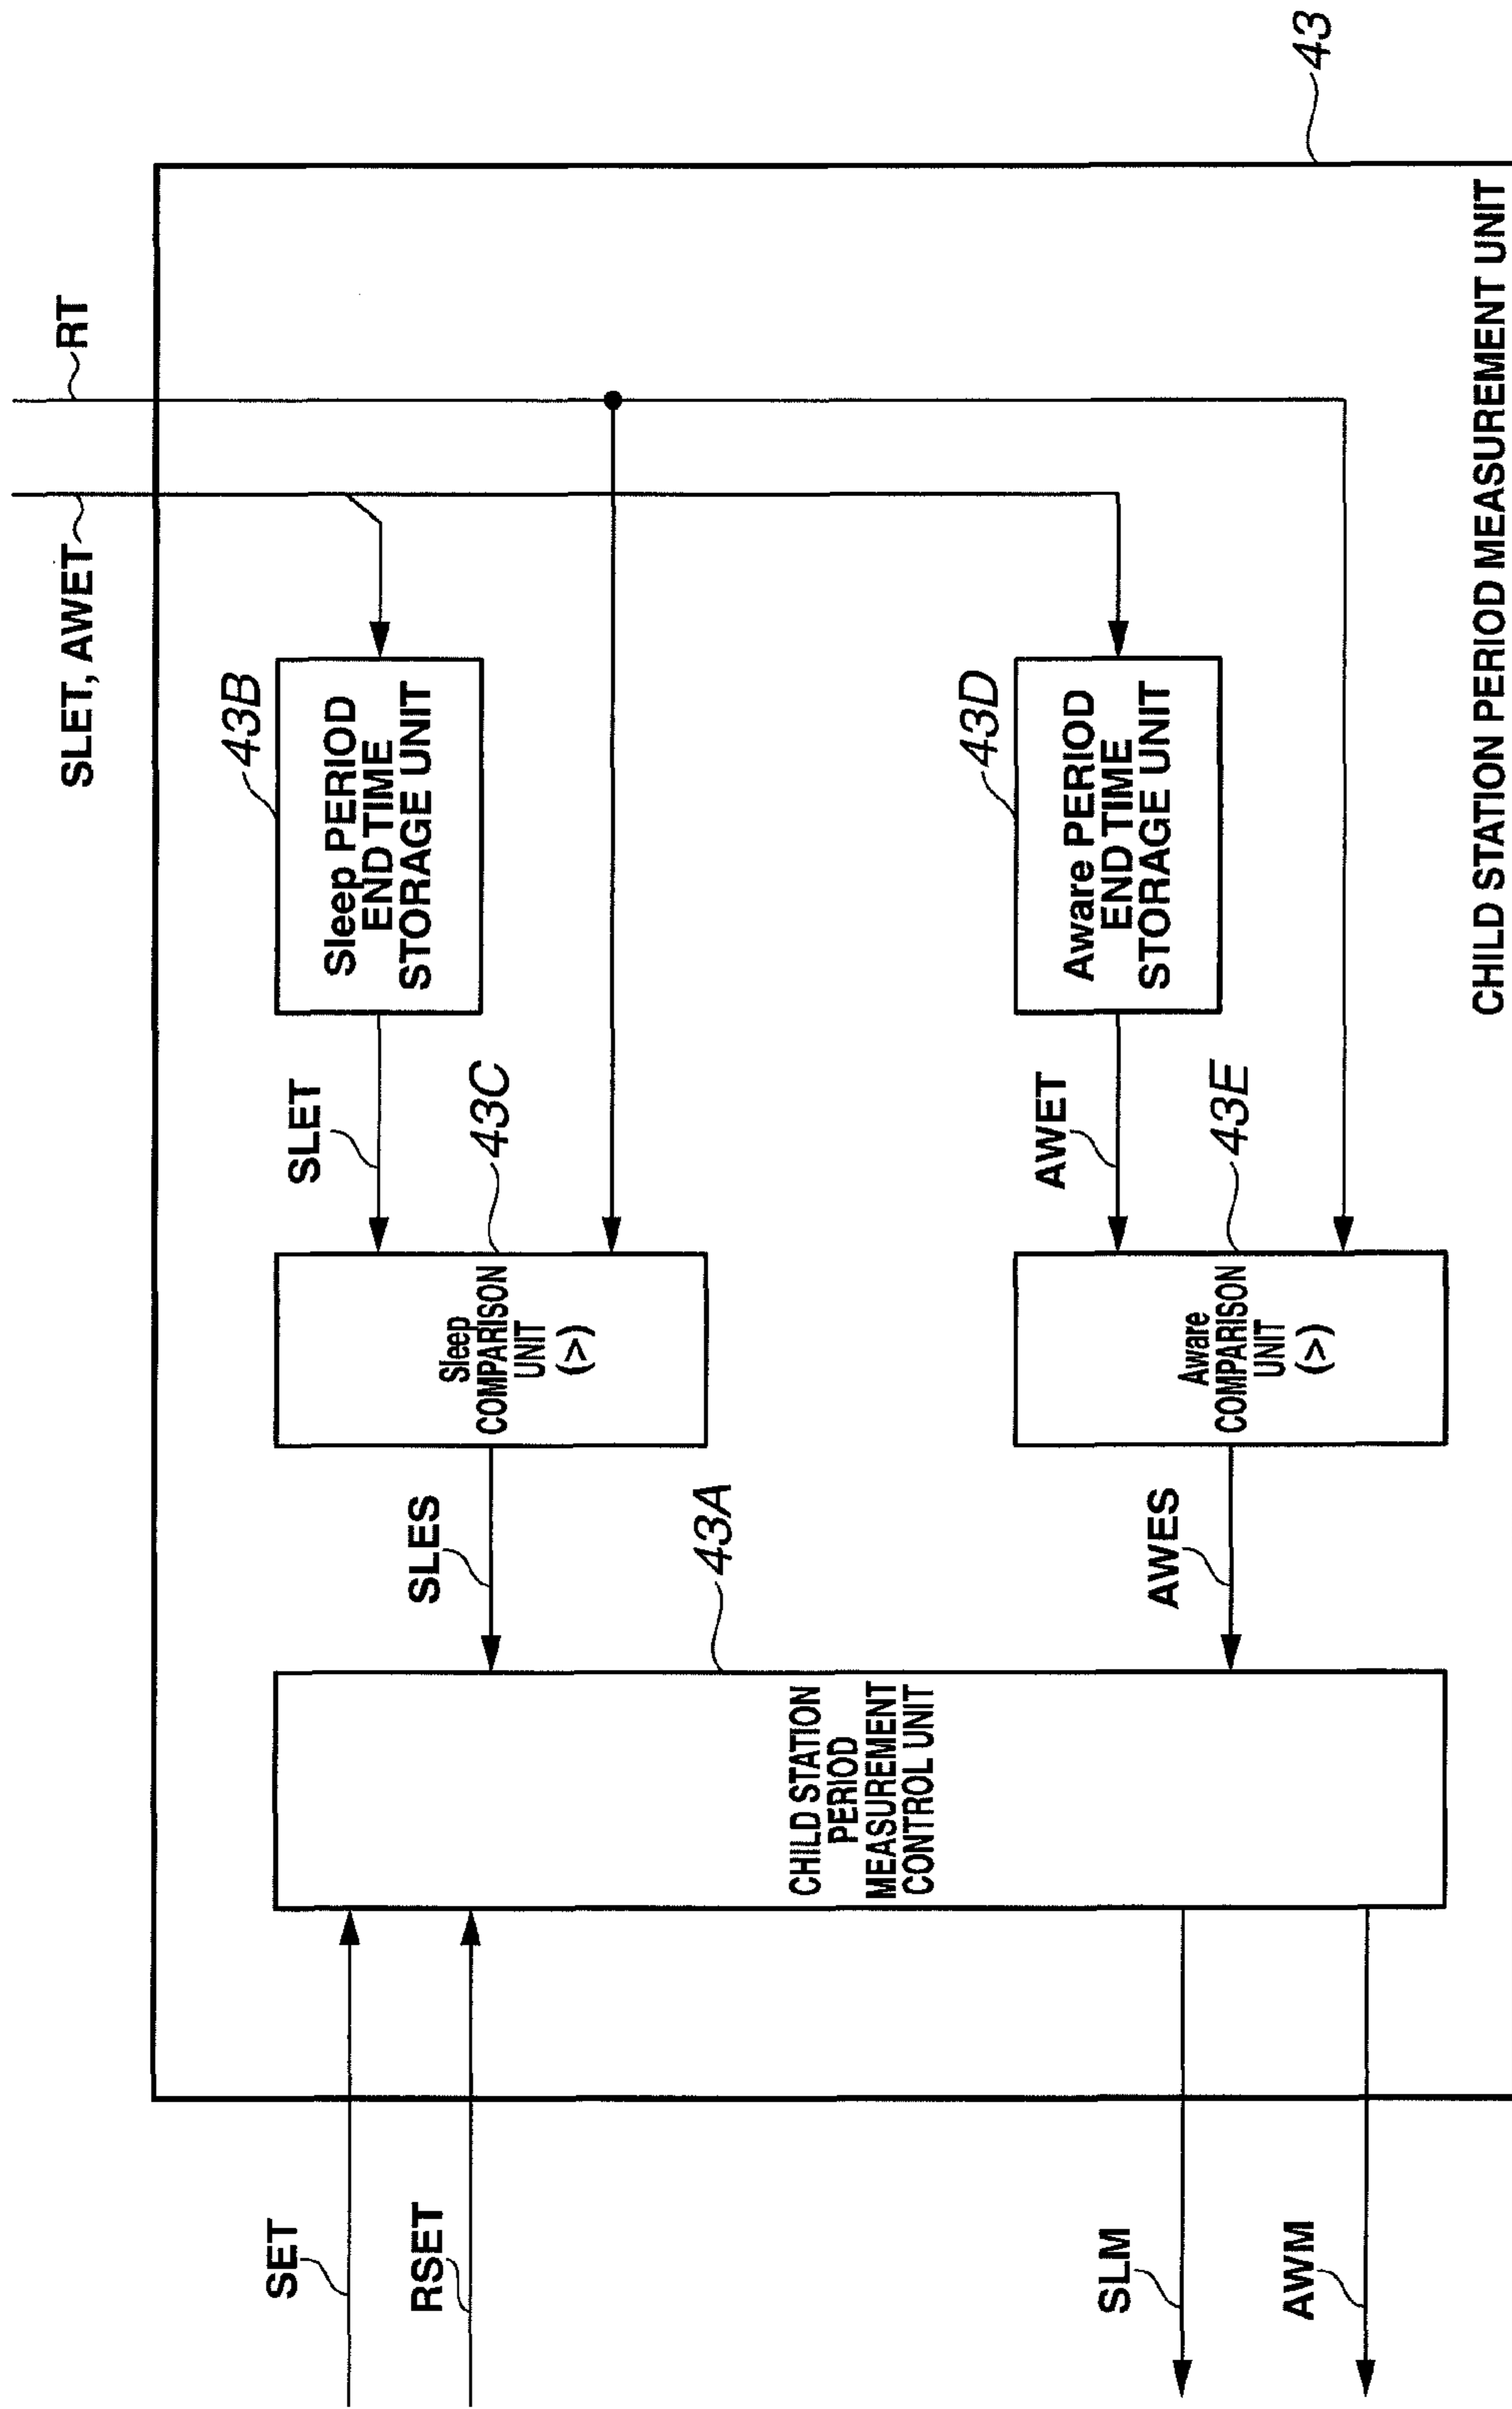 SET
RSET
SLM
AWM
43A
CHILD STATION
PERIOD
MEASUREMENT
CONTROL UNIT
SLES
AWES
43C
Sleep
COMPARISON
UNIT
(>)
43E
Aware
COMPARISON
UNIT
(>)
SLET
AWET
43B
Sleep PERIOD
END TIME
STORAGE UNIT
43D
Aware PERIOD
END TIME
STORAGE UNIT
SLET, AWET
RT
43
CHILD STATION PERIOD MEASUREMENT UNIT